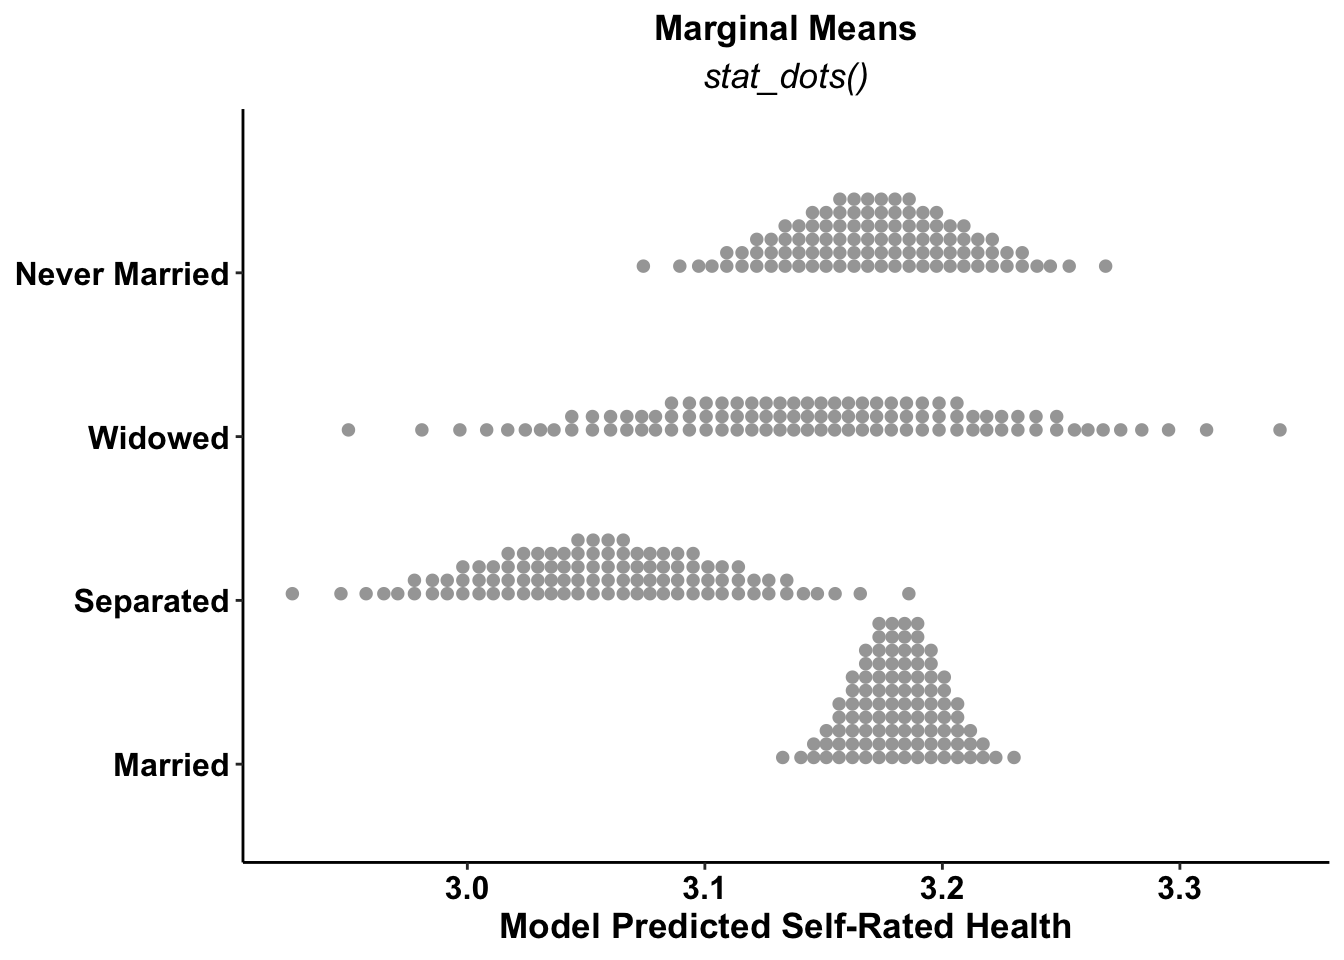 Marginal Means
stat_dots()
Never Married
Widowed
Separated
Married
3.0 3.1 3.2 3.3
Model Predicted Self-Rated Health